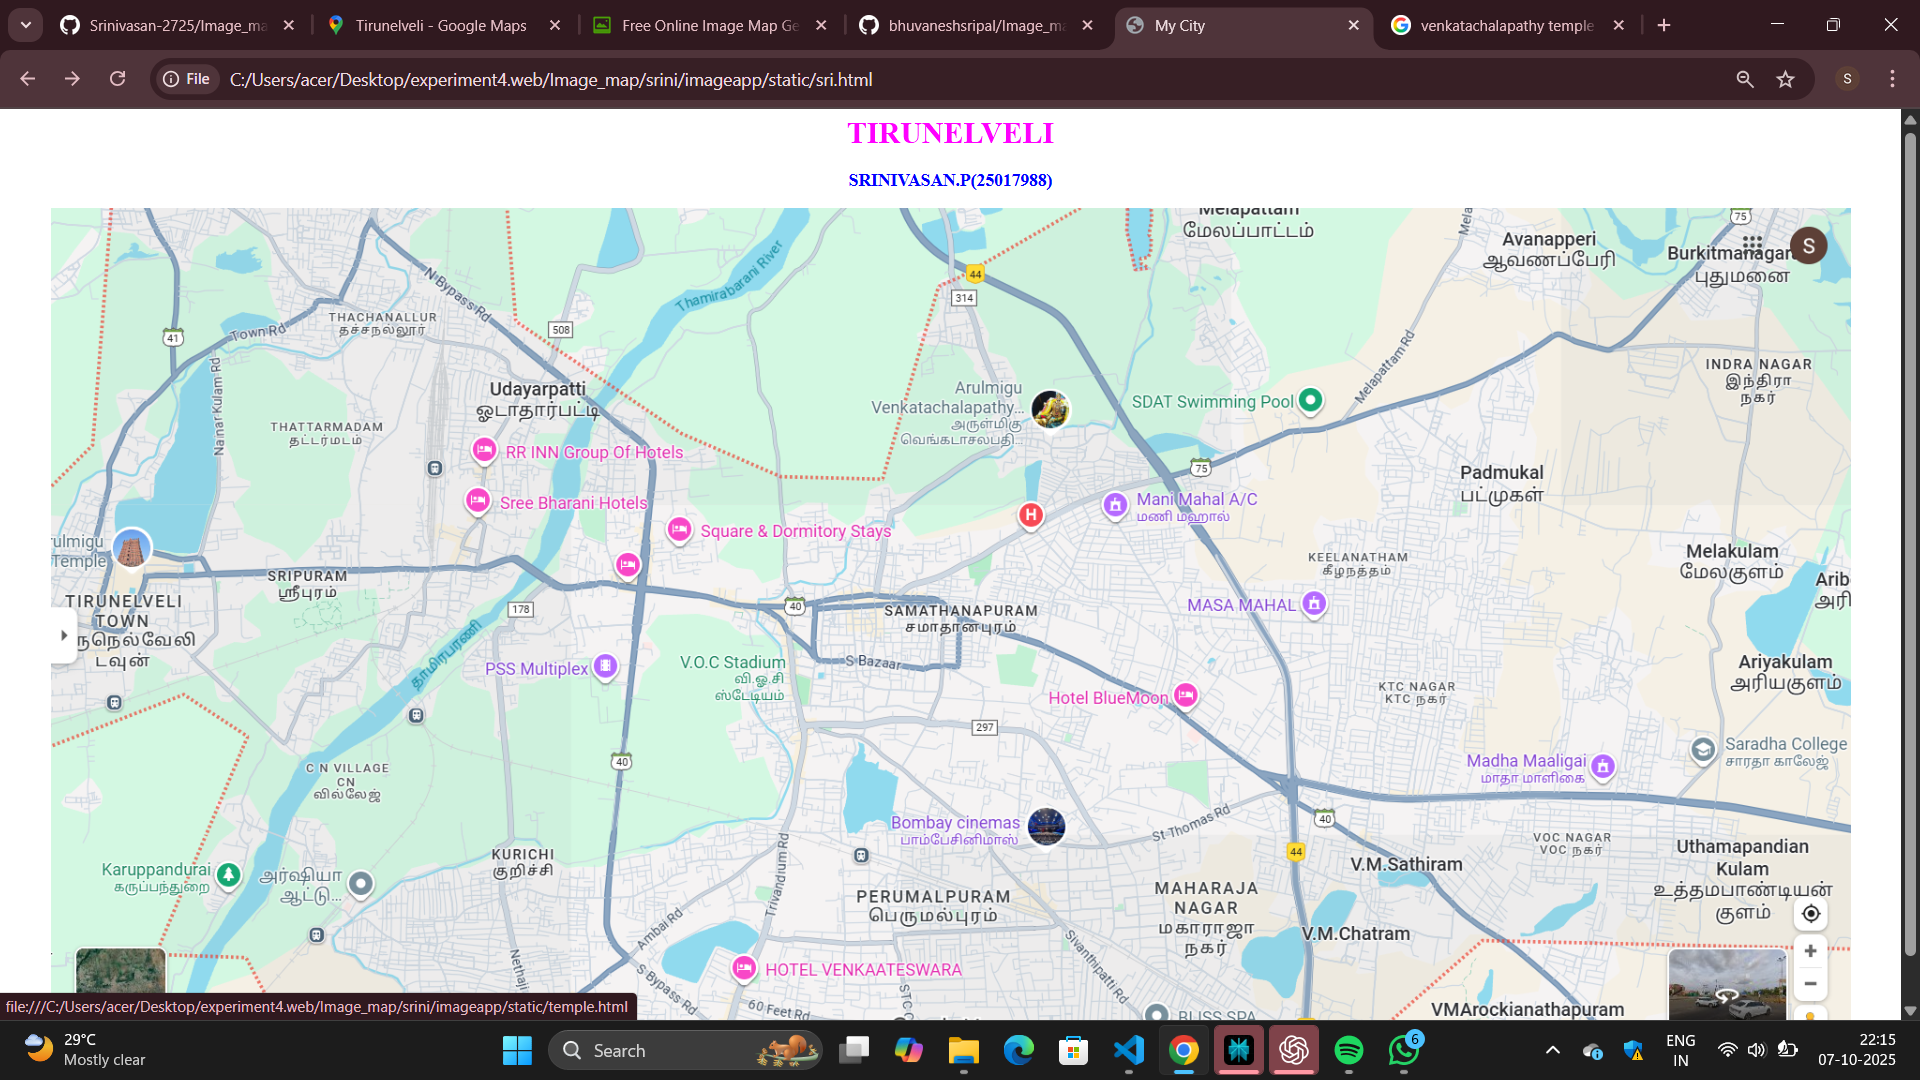 Srinivasan-2725/Image_ma
Tirunelveli - Google Maps
Free Online Image Map Ge
bhuvaneshsripal/Image_ma
My City
venkatachalapathy temple
File
C:/Users/acer/Desktop/experiment4.web/Image_map/srini/imageapp/static/sri.html
S
TIRUNELVELI
SRINIVASAN.P(25017988)
Melapattam
மேலப்பாட்டம்
75
Avanapperi
ஆவணப்பேரி
Burkitmanagar
புதுமனை
S
N Bypass Rd
Thamirabarani River
44
314
THACHANALLUR
தச்சநல்லூர்
Town Rd
41
508
Melapattam Rd
INDRA NAGAR
இந்திரா
நகர்
Nainar Kulam Rd
Udayarpatti
ஓடாதார்பட்டி
Arulmigu
Venkatachalapathy...
அருள்மிகு
வெங்கடாசலபதி...
SDAT Swimming Pool
THATTARMADAM
தட்டர்மடம்
RR INN Group Of Hotels
75
Padmukal
பட்முகள்
Sree Bharani Hotels
Mani Mahal A/C
மணி மஹால்
H
Square & Dormitory Stays
rulmigu
Temple
KEELANATHAM
கீழநத்தம்
Melakulam
மேலகுளம்
SRIPURAM
ஸ்ரீபுரம்
Arib
அரி
TIRUNELVELI
TOWN
ருநெல்வேலி
டவுன்
178
40
SAMATHANAPURAM
சமாதானபுரம்
MASA MAHAL
தாமிரபரணி
PSS Multiplex
V.O.C Stadium
வி.ஓ.சி
ஸ்டேடியம்
S Bazaar
Ariyakulam
அரியகுளம்
Hotel BlueMoon
KTC NAGAR
KTC நகர்
297
40
C N VILLAGE
CN
வில்லேஜ்
Madha Maaligai
மாதா மாளிகை
Saradha College
சாரதா காலேஜ்
Bombay cinemas
பாம்பேசினிமாஸ்
St Thomas Rd
40
VOC NAGAR
VOC நகர்
Trivandrum Rd
44
V.M.Sathiram
Uthamapandian
Kulam
உத்தமபாண்டியன்
குளம்
KURICHI
குறிச்சி
Karuppandurai
கருப்பன்துறை
அர்ஷியா
ஆட்டு...
PERUMALPURAM
பெருமல்புரம்
MAHARAJA
NAGAR
மகாராஜா
நகர்
V.M.Chatram
Ambai Rd
Sivanthipatti Rd
Nethaji
S Bypass Rd
HOTEL VENKAATESWARA
STC
60 Feet Rd
BLISS SPA
VMArockianathapuram
file:///C:/Users/acer/Desktop/experiment4.web/Image_map/srini/imageapp/static/temple.html
29°C
Mostly clear
Search
6
ENG
IN
22:15
07-10-2025